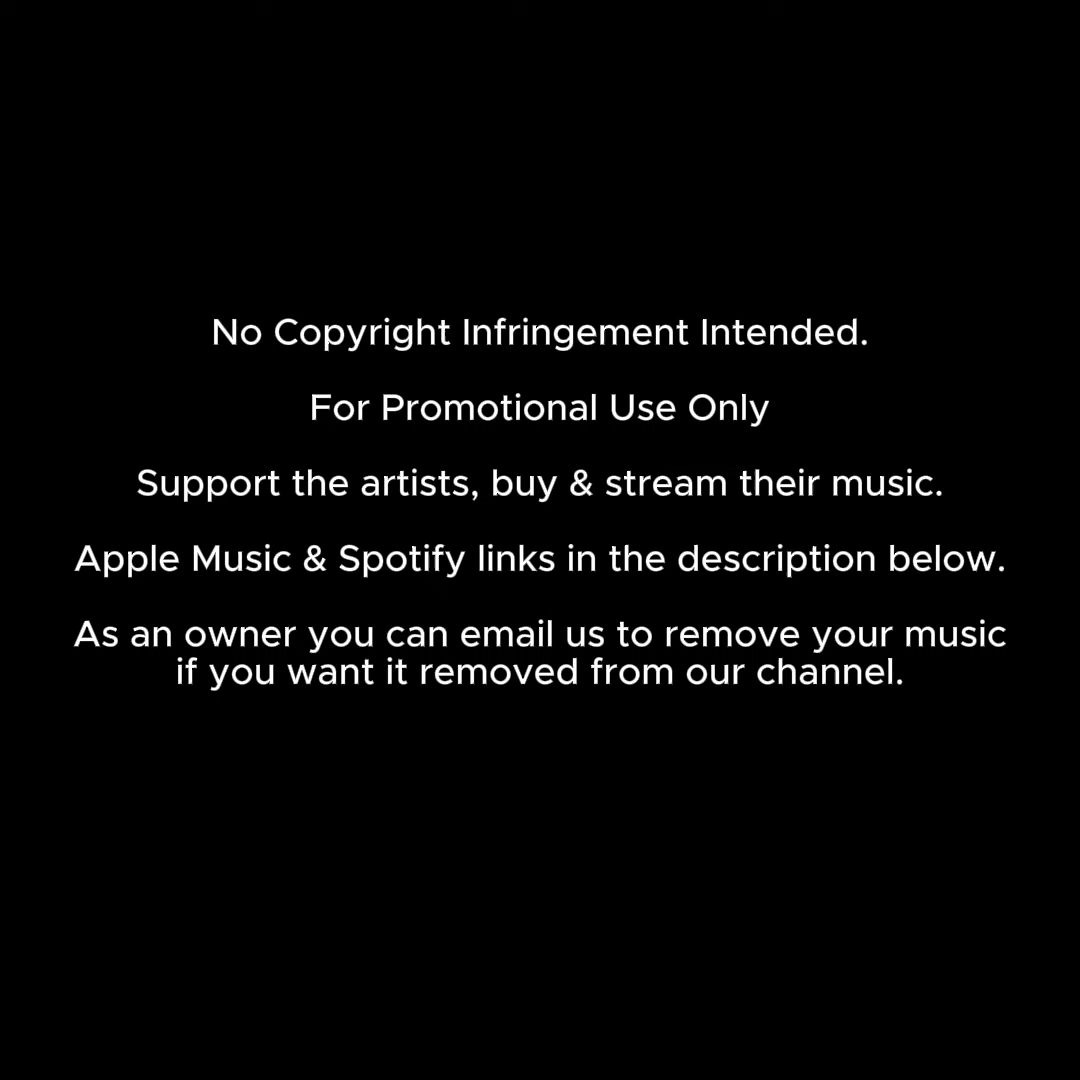 No Copyright Infringement Intended.
For Promotional Use Only
Support the artists, buy & stream their music.
Apple Music & Spotify links in the description below.
As an owner you can email us to remove your music
if you want it removed from our channel.